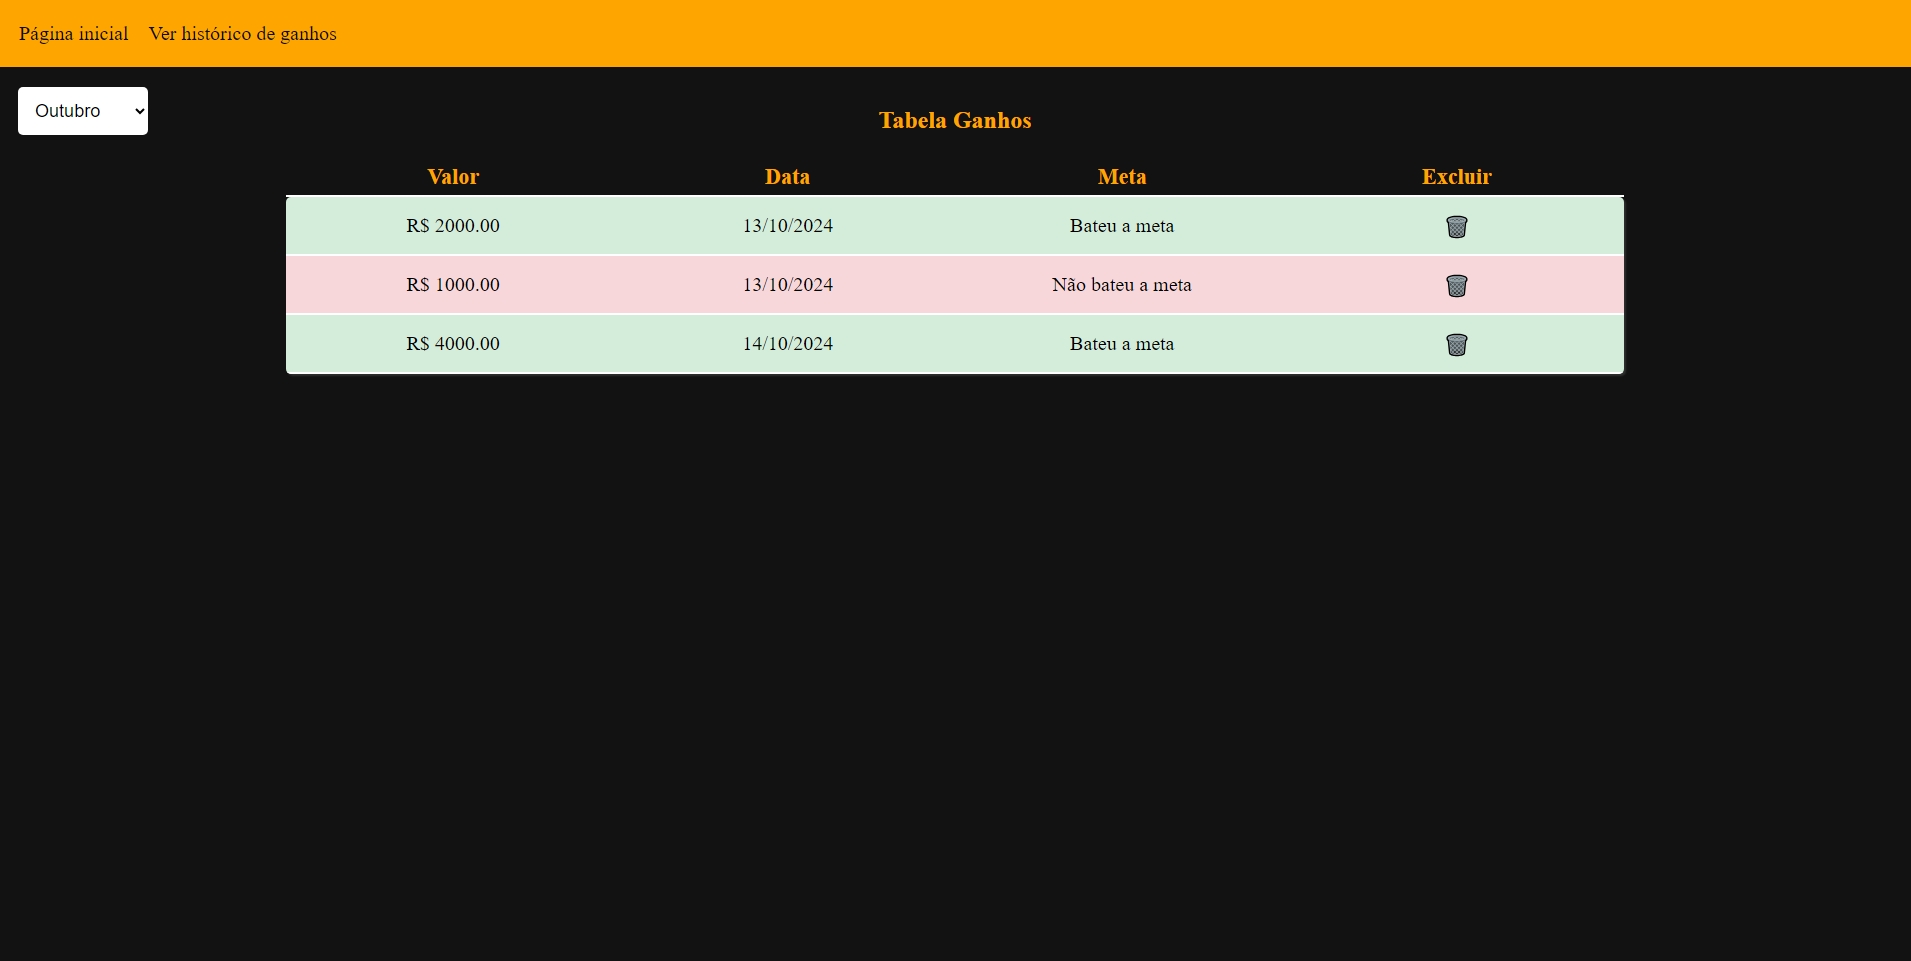 Página inicial Ver histórico de ganhos
Outubro
Tabela Ganhos
Valor Data Meta Excluir
R$ 2000.00 13/10/2024 Bateu a meta
R$ 1000.00 13/10/2024 Não bateu a meta
R$ 4000.00 14/10/2024 Bateu a meta